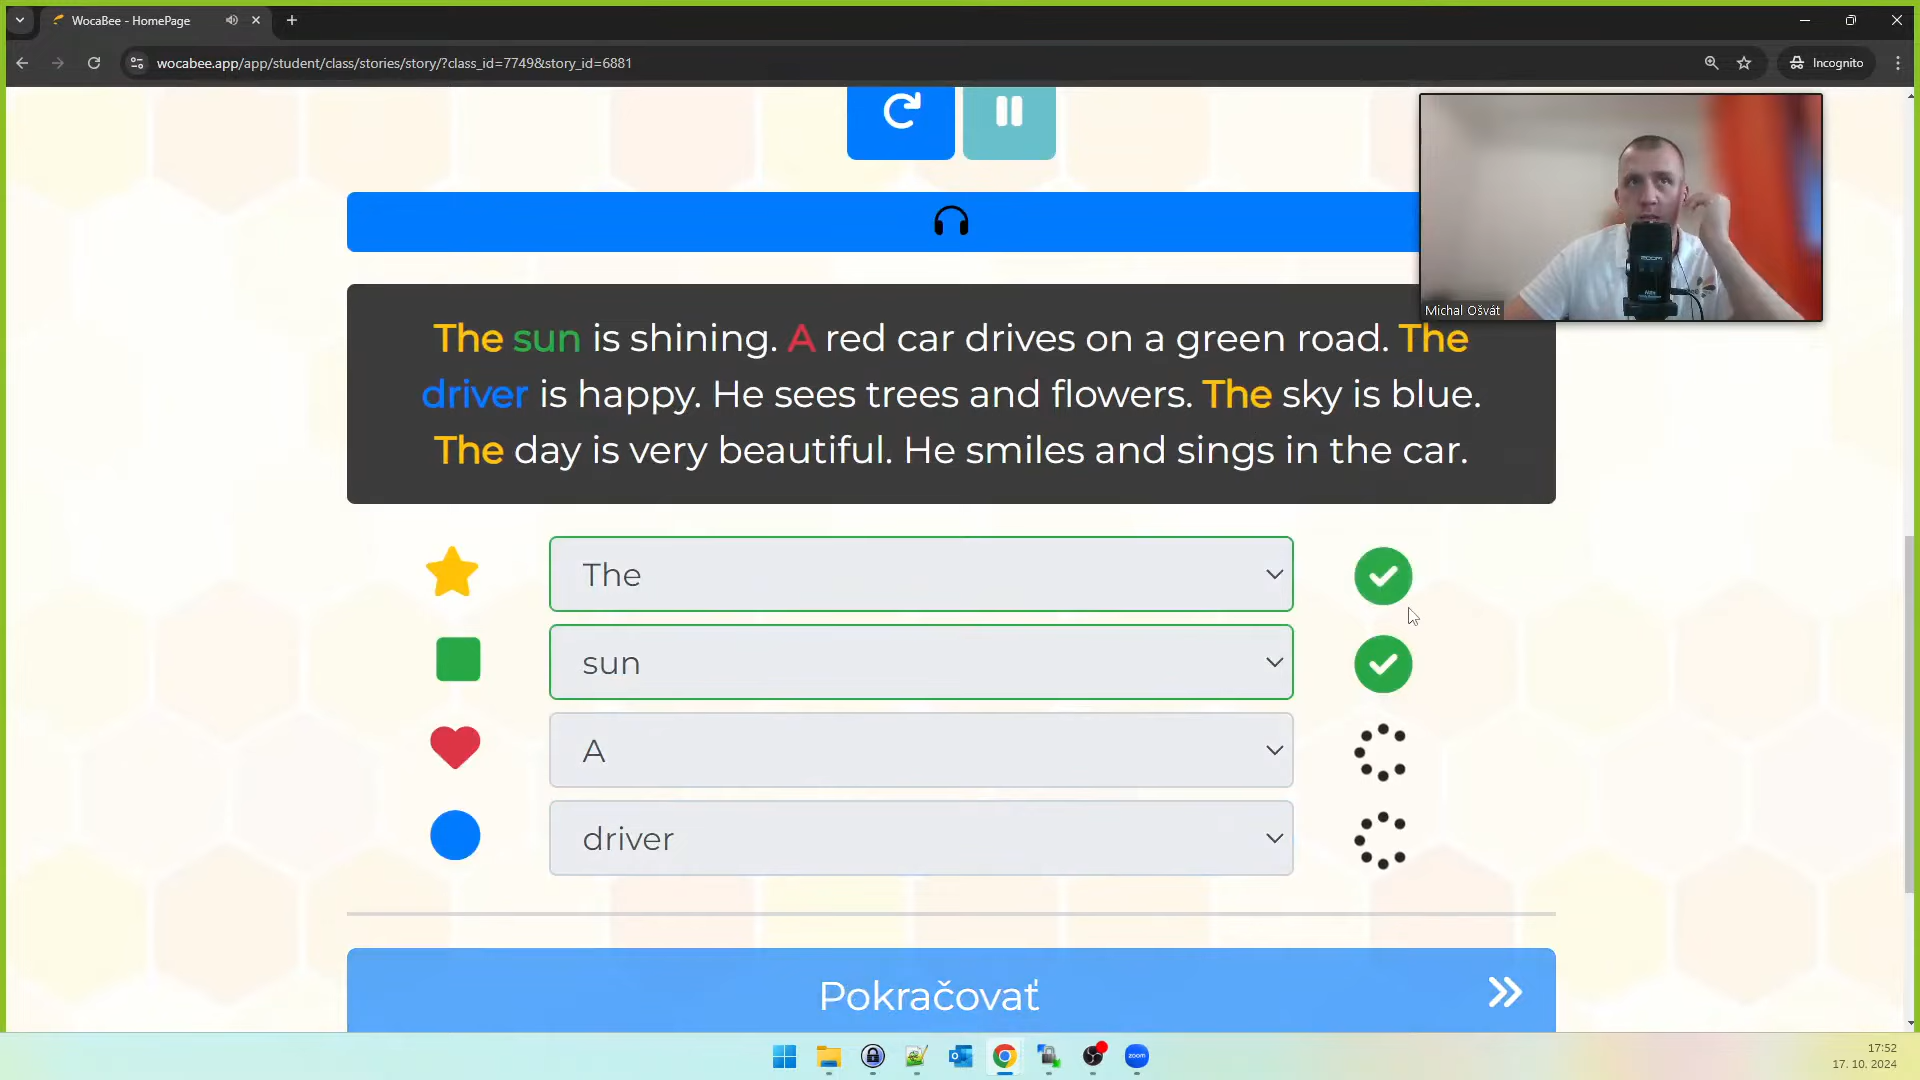 WocaBee - HomePage
wocabee.app/app/student/class/stories/story/?class_id=7749&story_id=6881
Incognito
ZOOM
Michal Ošvát
The sun is shining. A red car drives on a green road. The
driver is happy. He sees trees and flowers. The sky is blue.
The day is very beautiful. He smiles and sings in the car.
The
sun
A
driver
Pokračovať
zoom
17:52
17. 10. 2024